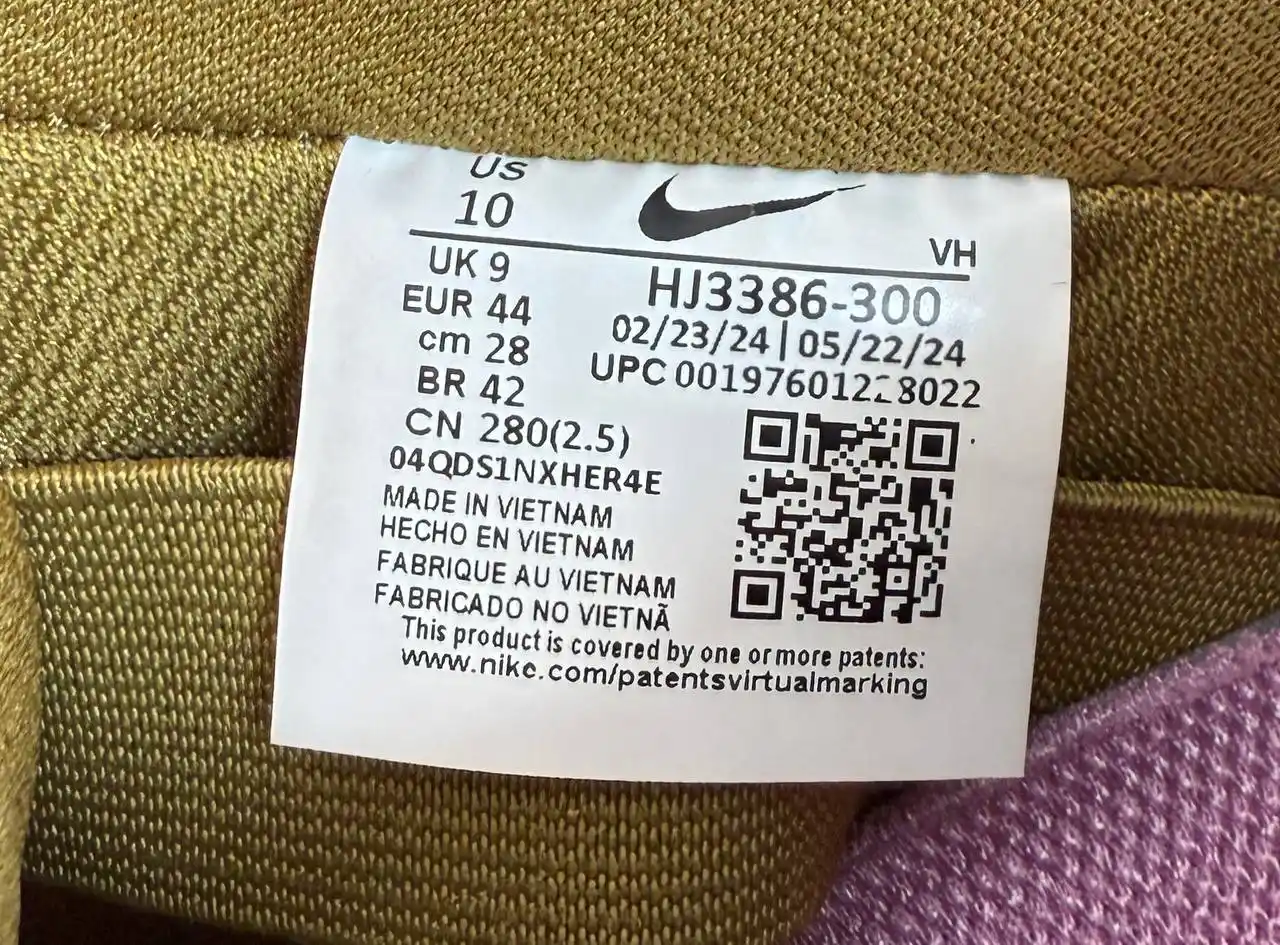 US
10
VH
UK 9
EUR 44
cm 28
BR 42
CN 280(2.5)
HJ3386-300
02/23/24|05/22/24
UPC
04QDS1NXHER4E
MADE IN VIETNAM
HECHO EN VIETNAM
FABRIQUE AU VIETNAM
FABRICADO NO VIETNÃ
This product is covered by one or more patents:
www.nike.com/patentsvirtualmarking